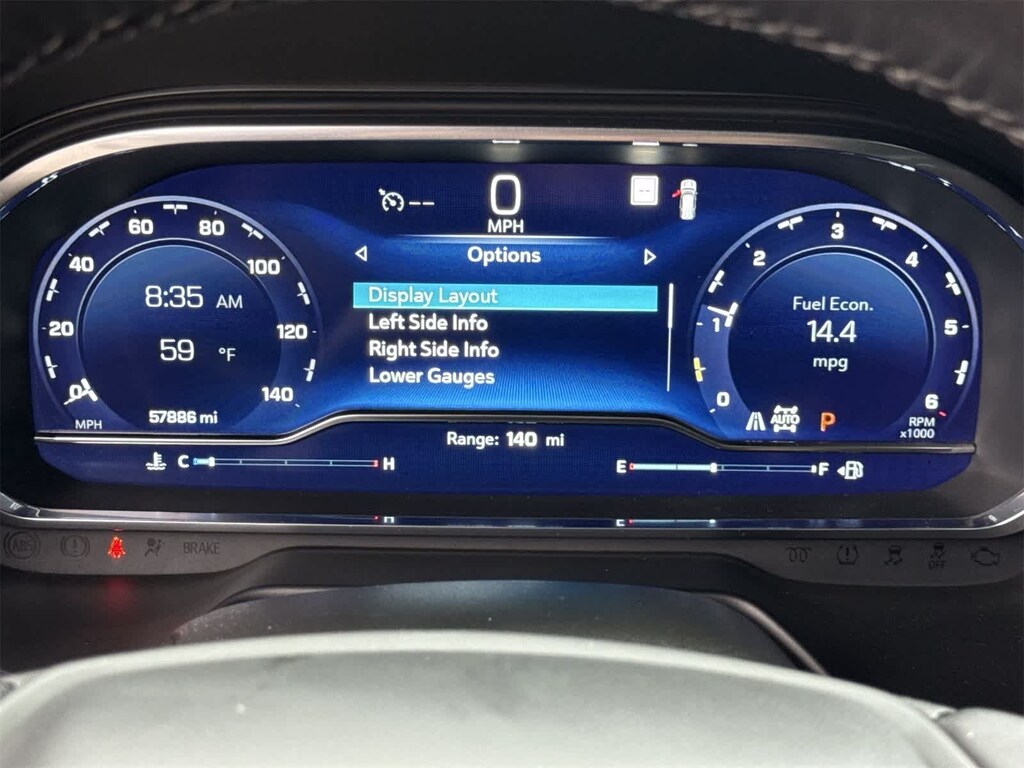 0
MPH
Options
Display Layout
Left Side Info
Right Side Info
Lower Gauges
0 20 40 60 80 100 120 140
8:35 AM
59 °F
57886 mi
MPH
0 1 2 3 4 5 6
Fuel Econ.
14.4
mpg
AUTO
P
RPM
x1000
Range: 140 mi
C H
E F
H
E
ABS
BRAKE
OFF